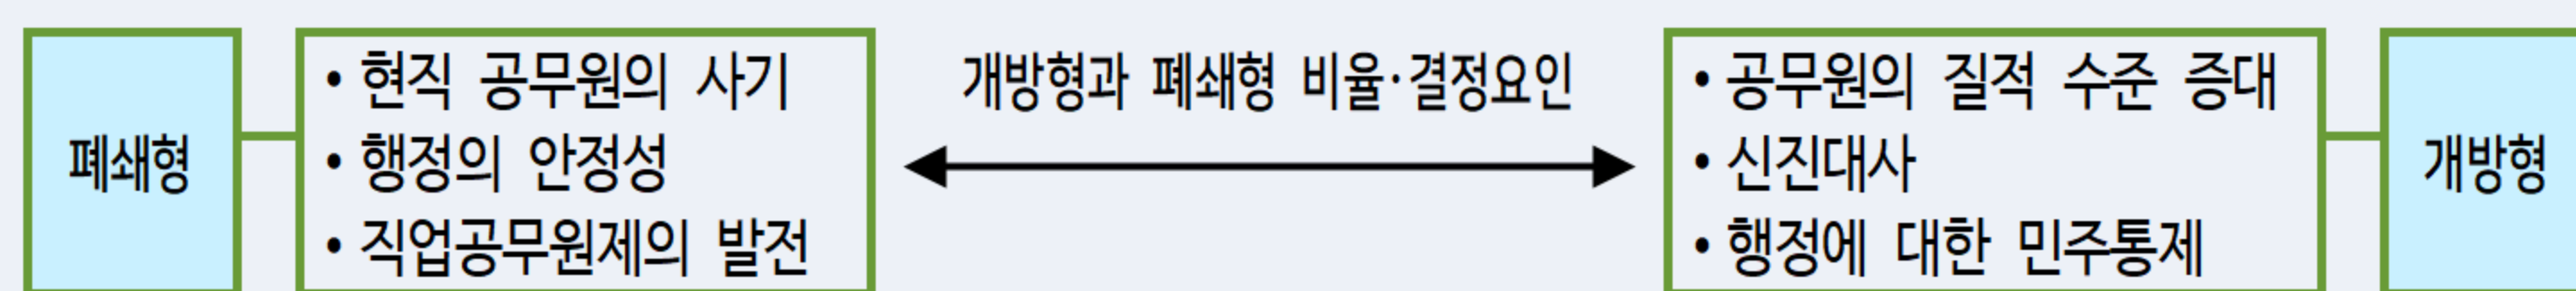 폐쇄형
• 현직 공무원의 사기
• 행정의 안정성
• 직업공무원제의 발전
개방형과 폐쇄형 비율·결정요인
• 공무원의 질적 수준 증대
• 신진대사
• 행정에 대한 민주통제
개방형